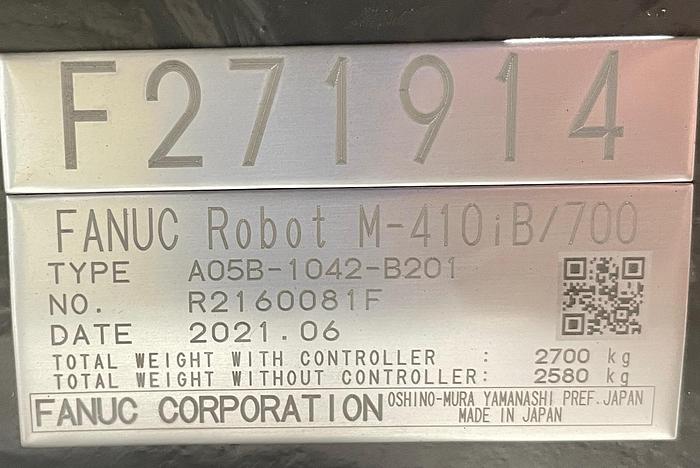 F271914
FANUC Robot M-410iB/700
TYPE A05B-1042-B201
NO. R2160081F
DATE 2021.06
TOTAL WEIGHT WITH CONTROLLER : 2700 kg
TOTAL WEIGHT WITHOUT CONTROLLER: 2580 kg
FANUC CORPORATION OSHINO-MURA YAMANASHI PREF. JAPAN
MADE IN JAPAN